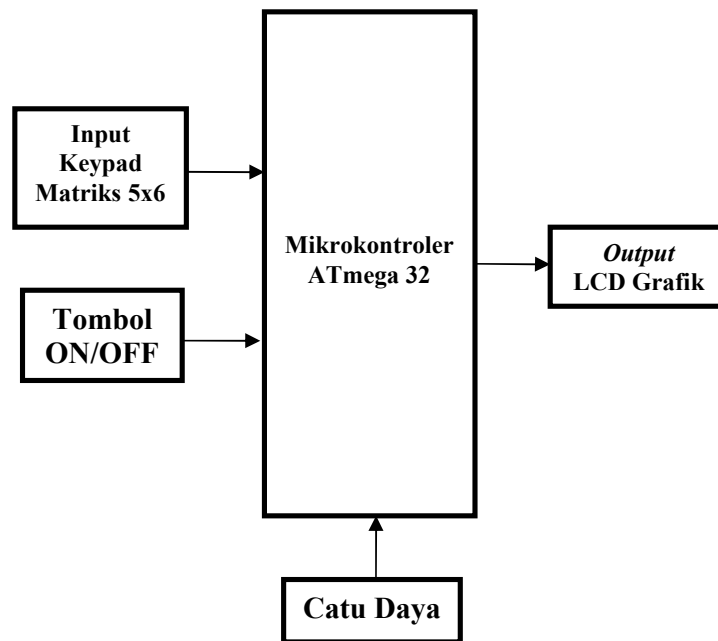 Input
Keypad
Matriks 5x6
Mikrokontroler
ATmega 32
Output
LCD Grafik
Tombol
ON/OFF
Catu Daya